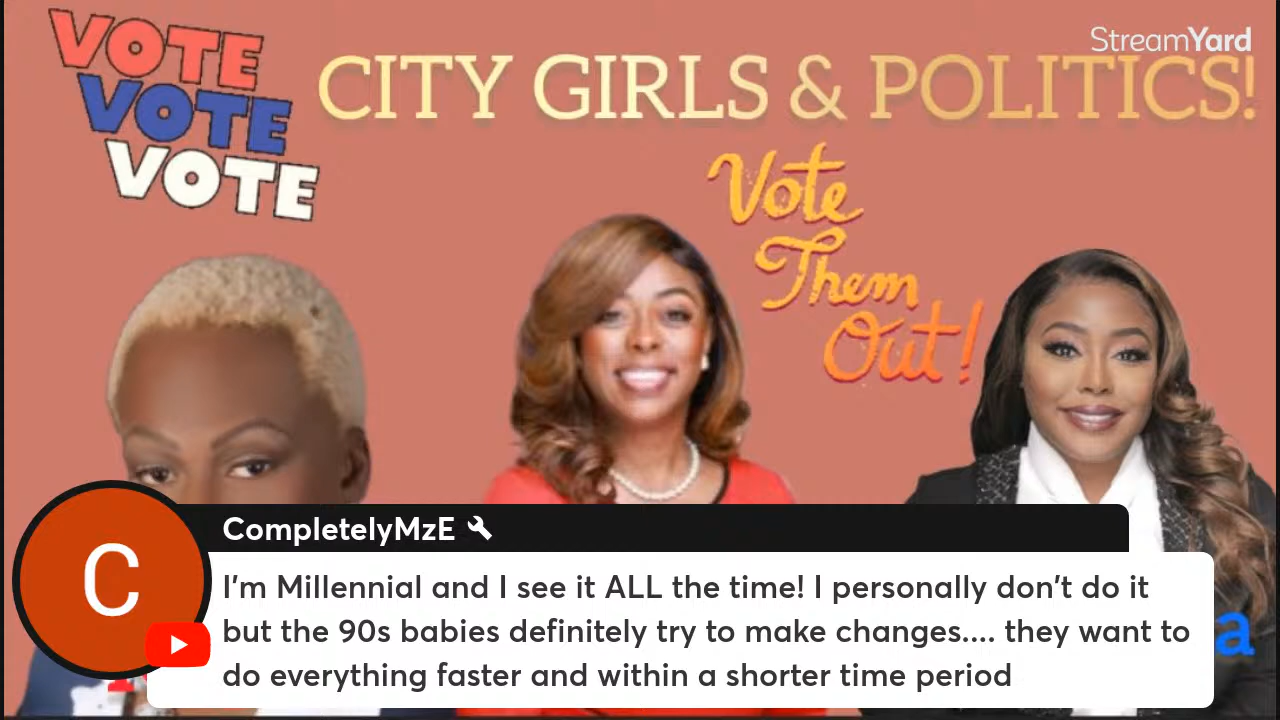 VOTE
VOTE
VOTE
CITY GIRLS & POLITICS!
StreamYard
Vote
Them
Out!
C
CompletelyMzE
I'm Millennial and I see it ALL the time! I personally don't do it
but the 90s babies definitely try to make changes.... they want to
do everything faster and within a shorter time period
a